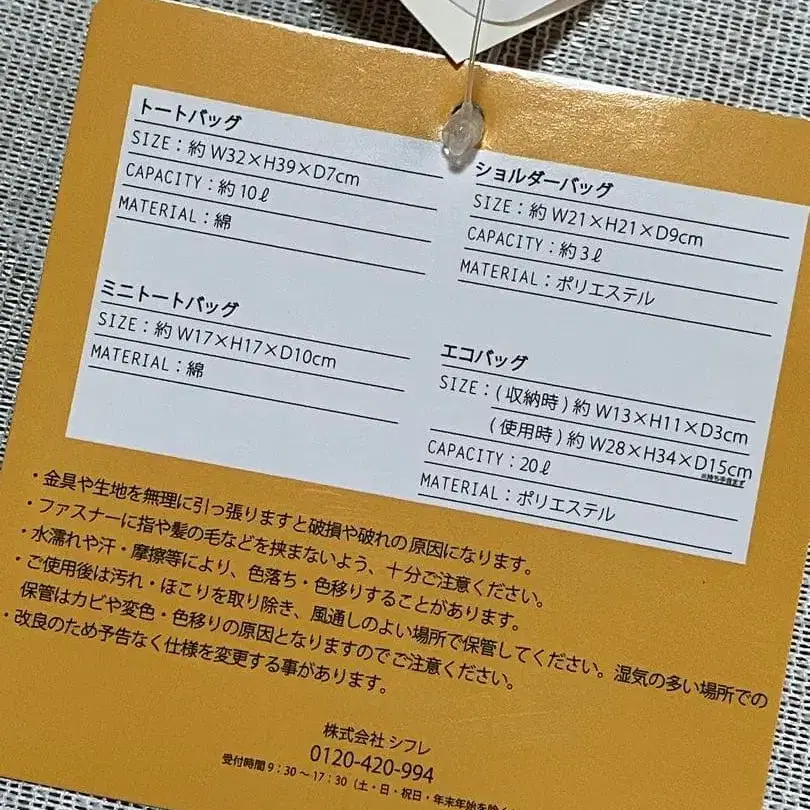 トートバッグ
SIZE：約 W32×H39×D7cm
CAPACITY：約10ℓ
MATERIAL：綿
ミニトートバッグ
SIZE：約 W17×H17×D10cm
MATERIAL：綿
ショルダーバッグ
SIZE：約 W21×H21×D9cm
CAPACITY：約3ℓ
MATERIAL：ポリエステル
エコバッグ
SIZE：(収納時)約 W13×H11×D3cm
(使用時)約 W28×H34×D15cm
※持ち手含まず
CAPACITY：20ℓ
MATERIAL：ポリエステル
・金具や生地を無理に引っ張りますと破損や破れの原因になります。
・ファスナーに指や髪の毛などを挟まないよう、十分ご注意ください。
・水濡れや汗・摩擦等により、色落ち・色移りすることがあります。
・ご使用後は汚れ・ほこりを取り除き、風通しのよい場所で保管してください。湿気の多い場所での
保管はカビや変色・色移りの原因となりますのでご注意ください。
・改良のため予告なく仕様を変更する事があります。
株式会社 シフレ
0120-420-994
受付時間 9：30～17：30（土・日・祝日・年末年始を除く